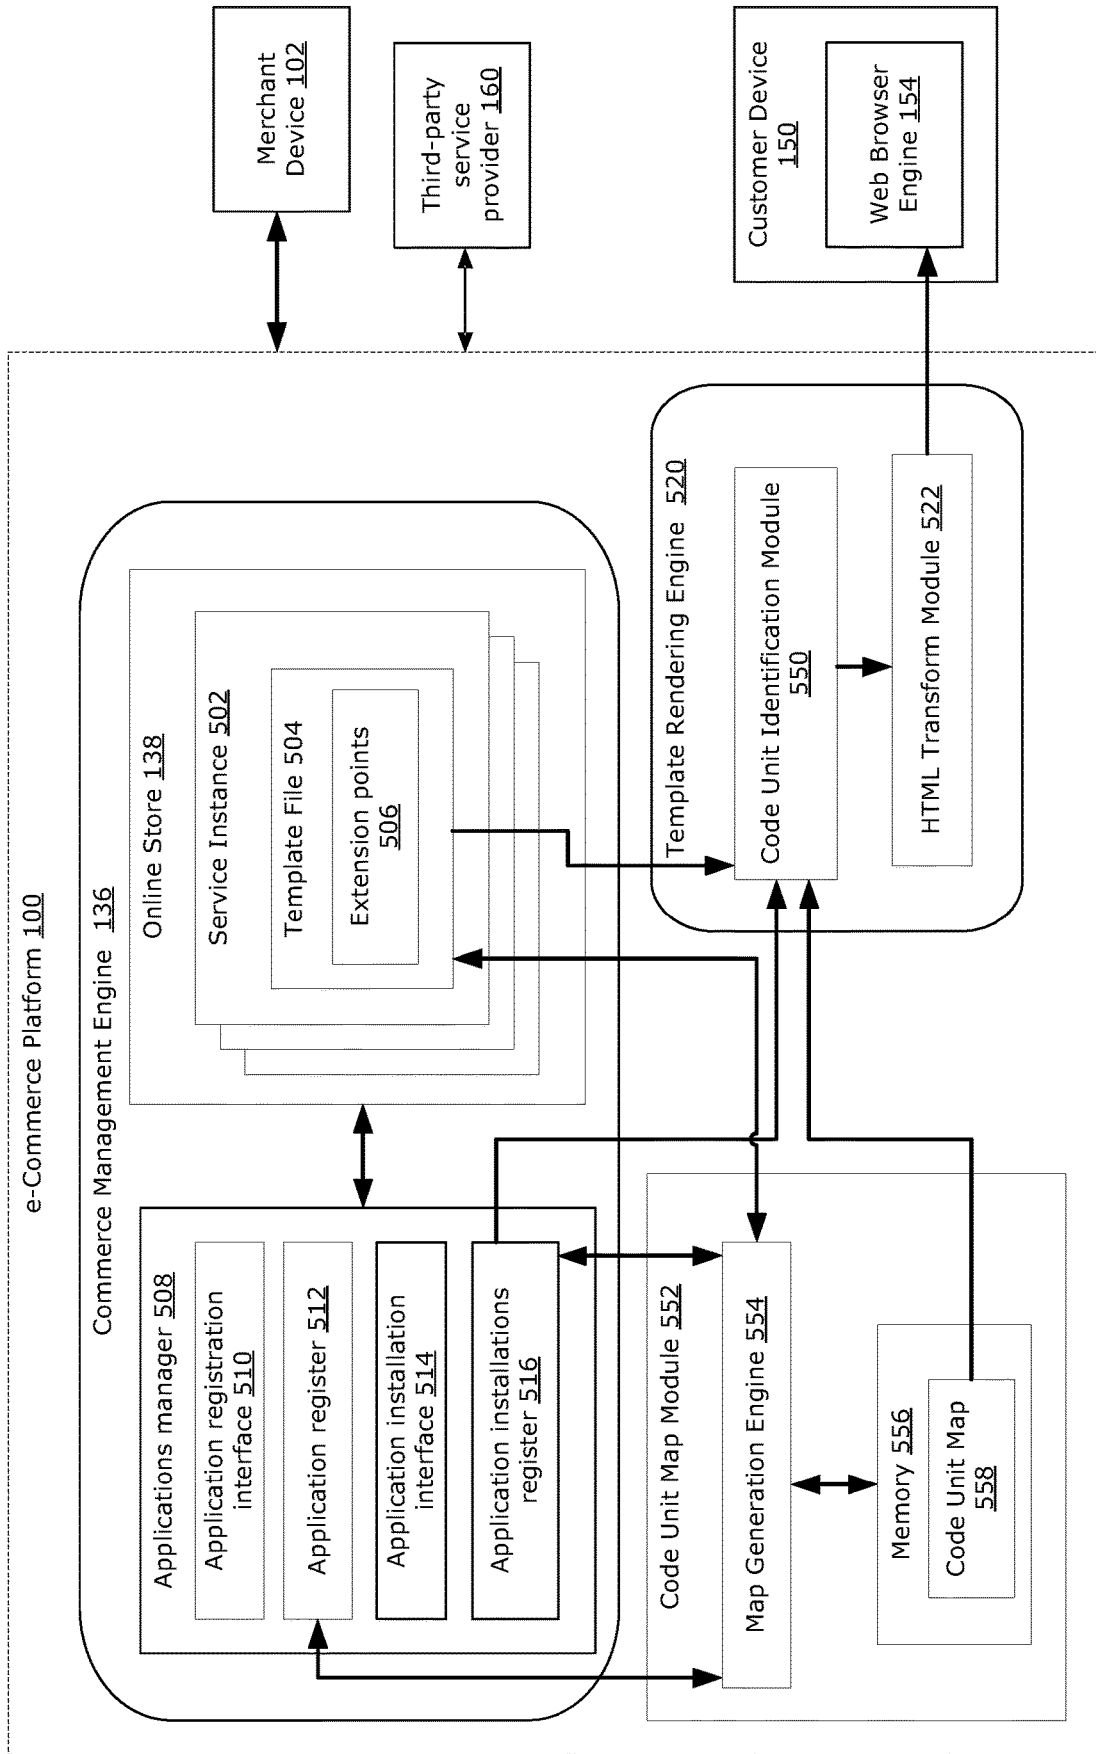 e-Commerce Platform 100
Commerce Management Engine 136
Applications manager 508
Application registration
interface 510
Application register 512
Application installation
interface 514
Application installations
register 516
Online Store 138
Service Instance 502
Template File 504
Extension points
506
Merchant
Device 102
Third-party
service
provider 160
Code Unit Map Module 552
Map Generation Engine 554
Memory 556
Code Unit Map
558
Template Rendering Engine 520
Code Unit Identification Module
550
HTML Transform Module 522
Customer Device
150
Web Browser
Engine 154